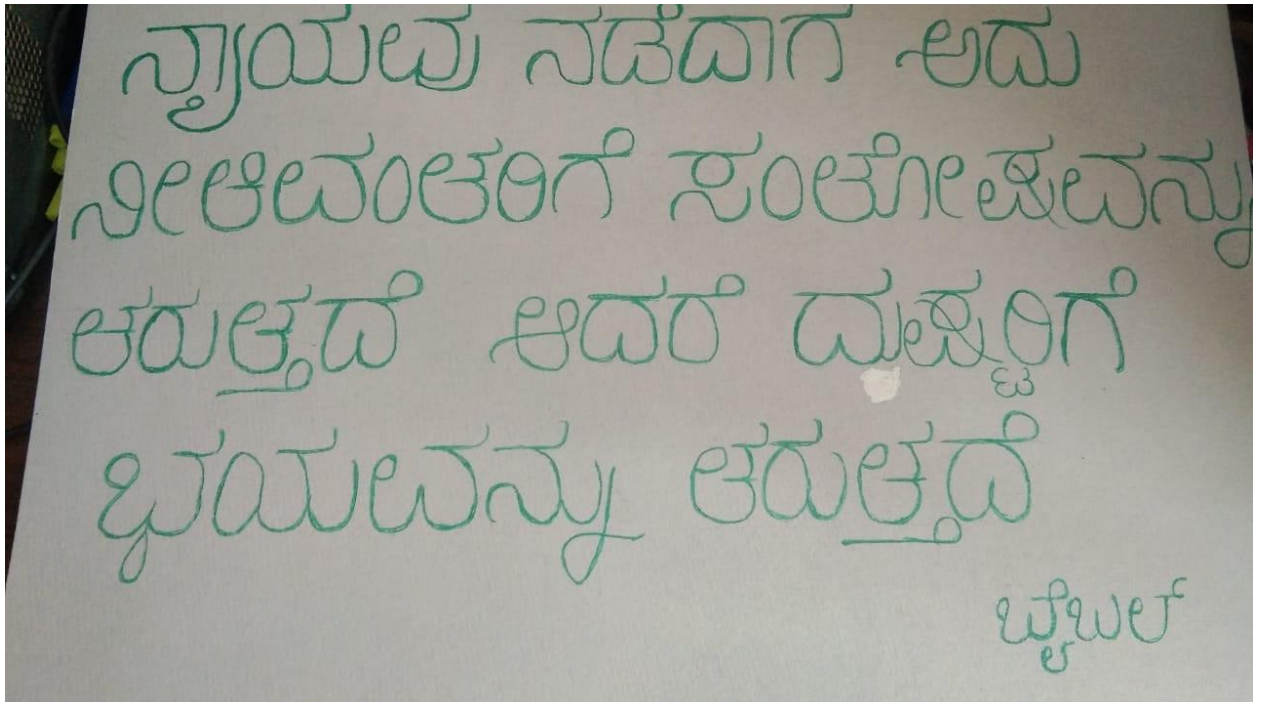 ನ್ಯಾಯವು ನಡೆದಾಗ ಅದು
ನೀತಿವಂತರಿಗೆ ಸಂತೋಷವನ್ನು
ತರುತ್ತದೆ ಆದರೆ ದುಷ್ಟರಿಗೆ
ಭಯವನ್ನು ತರುತ್ತದೆ
ಬೈಬಲ್